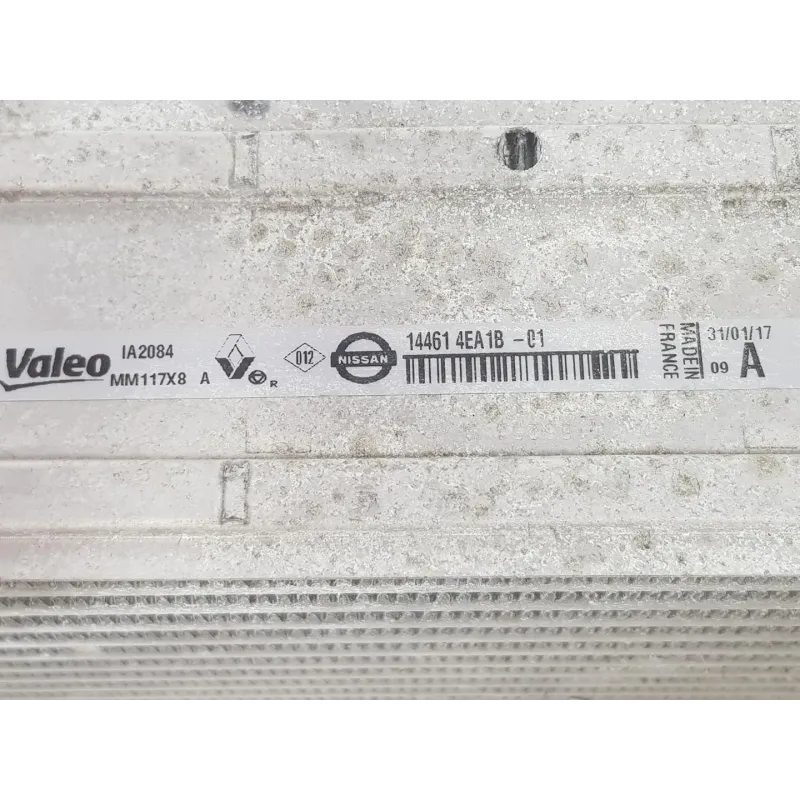 Valeo
IA2084
MM117X8 A
R
012
NISSAN
14461 4EA1B -01
MADE IN
FRANCE
31/01/17
09 A